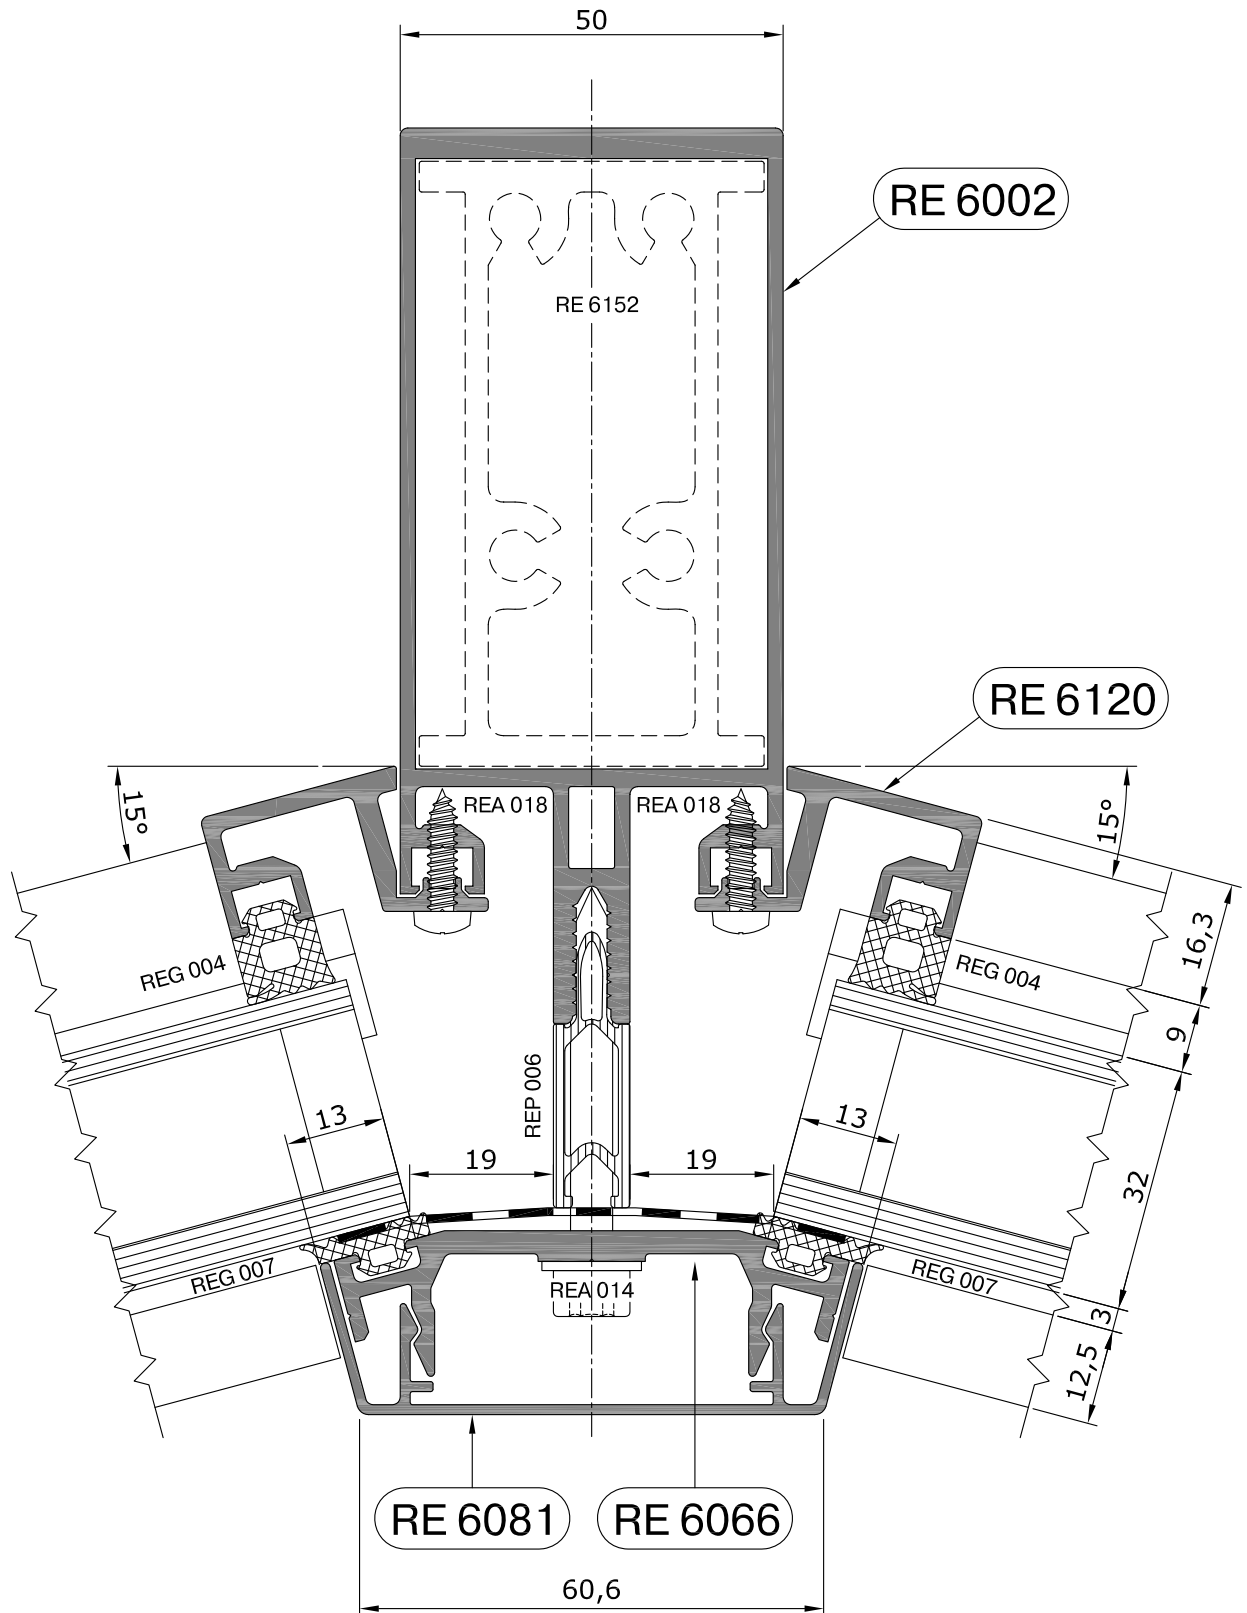 50
RE 6002
RE 6152
RE 6120
15°
REA 018
REA 018
15°
16,3
REG 004
REG 004
9
REP 006
13
13
19
19
32
REG 007
REG 007
REA 014
3
12,5
RE 6081
RE 6066
60,6